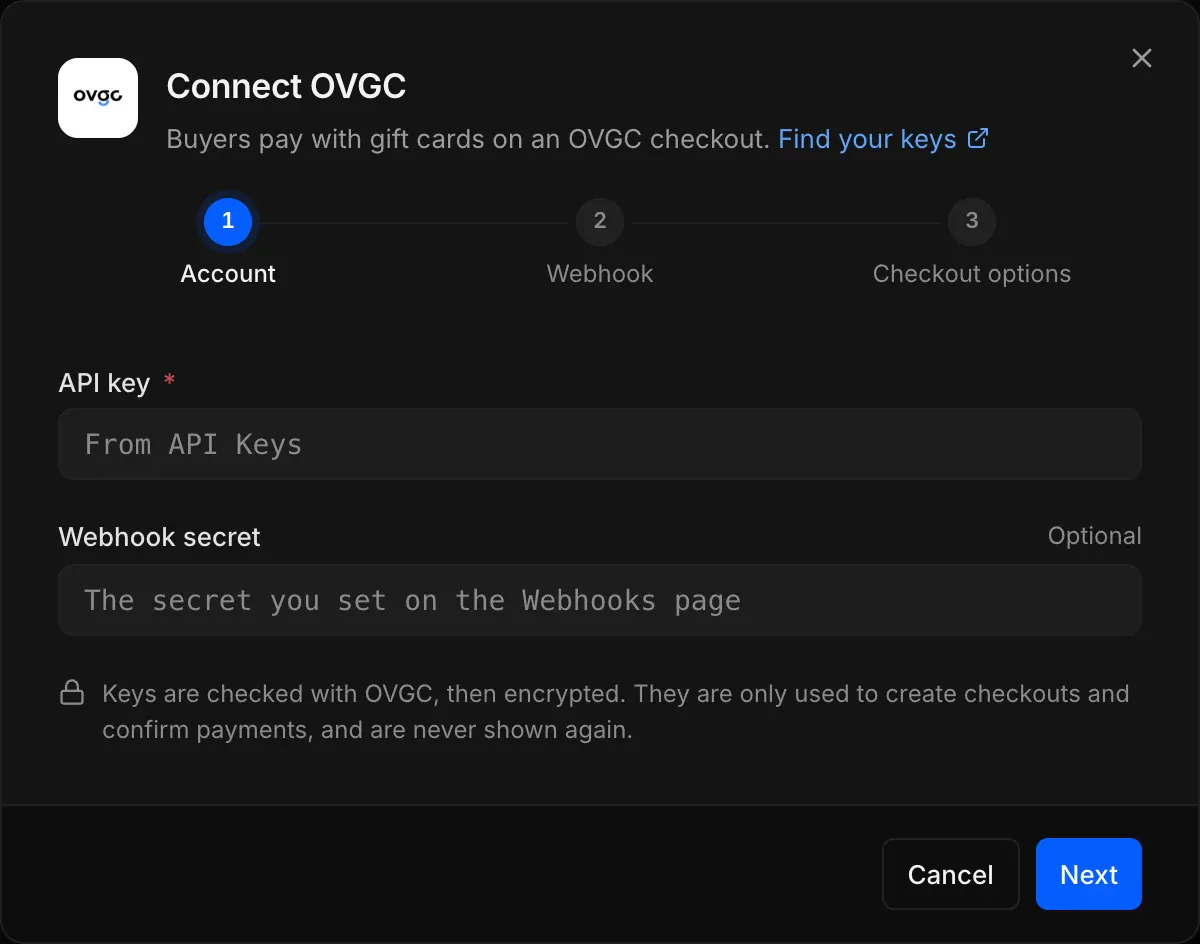 ovgc
Connect OVGC
Buyers pay with gift cards on an OVGC checkout. Find your keys
1
2
3
Account
Webhook
Checkout options
API key *
From API Keys
Webhook secret
Optional
The secret you set on the Webhooks page
Keys are checked with OVGC, then encrypted. They are only used to create checkouts and
confirm payments, and are never shown again.
Cancel
Next